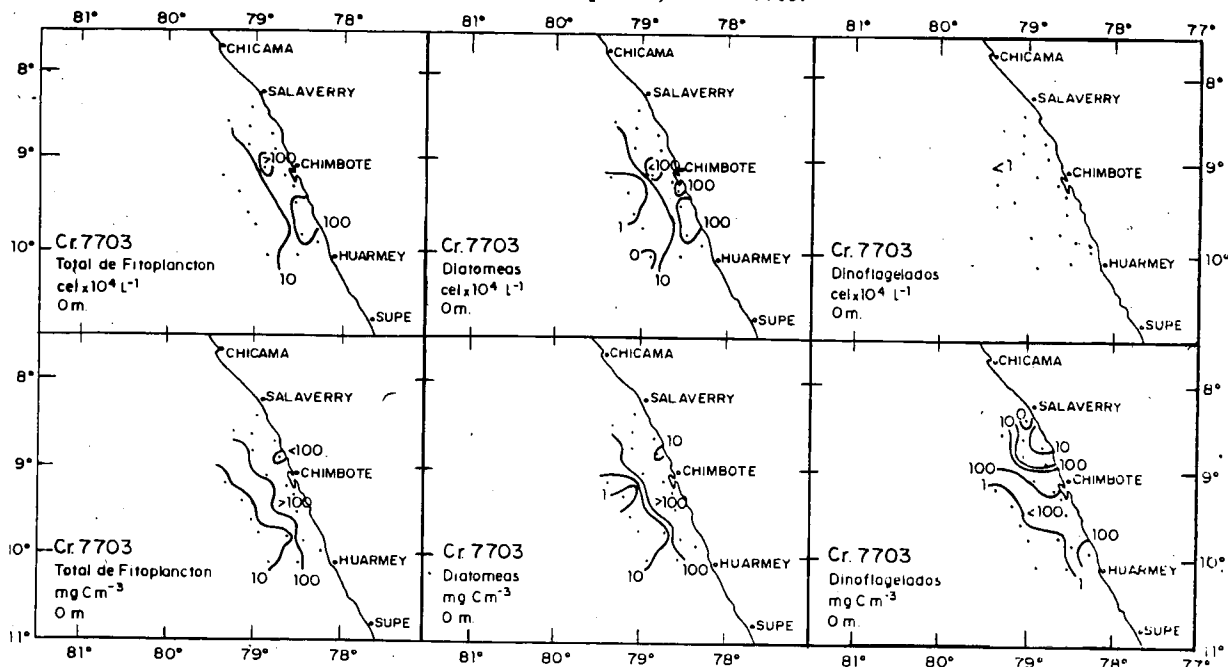 81° 80° 79° 78° 80° 79° 78° 81° 80° 79° 78° 77°
8°
9°
10°
CHICAMA
SALAVERRY
>100
CHIMBOTE
100
HUARMEY
10
SUPE
Cr. 7703
Total de Fitoplancton
cel x 10⁴ L⁻¹
0 m.
CHICAMA
SALAVERRY
<100
CHIMBOTE
100
100
1
0
10
HUARMEY
SUPE
Cr. 7703
Diatomeas
cel x 10⁴ L⁻¹
0 m.
CHICAMA
SALAVERRY
<1
CHIMBOTE
HUARMEY
SUPE
Cr. 7703
Dinoflagelados
cel x 10⁴ L⁻¹
0 m.
8°
9°
10°
8°
9°
10°
11°
CHICAMA
SALAVERRY
<100
CHIMBOTE
>100
HUARMEY
10
100
SUPE
Cr. 7703
Total de Fitoplancton
mg C m⁻³
0 m
CHICAMA
SALAVERRY
10
CHIMBOTE
1
>100
HUARMEY
10
100
SUPE
Cr. 7703
Diatomeas
mg C m⁻³
0 m.
CHICAMA
SALAVERRY
0
10
10
100
100
CHIMBOTE
1
<100
100
HUARMEY
1
SUPE
Cr. 7703
Dinoflagelados
mg C m⁻³
0 m.
8°
9°
10°
11°
81° 80° 79° 78° 81° 80° 79° 78° 81° 80° 79° 78° 77°